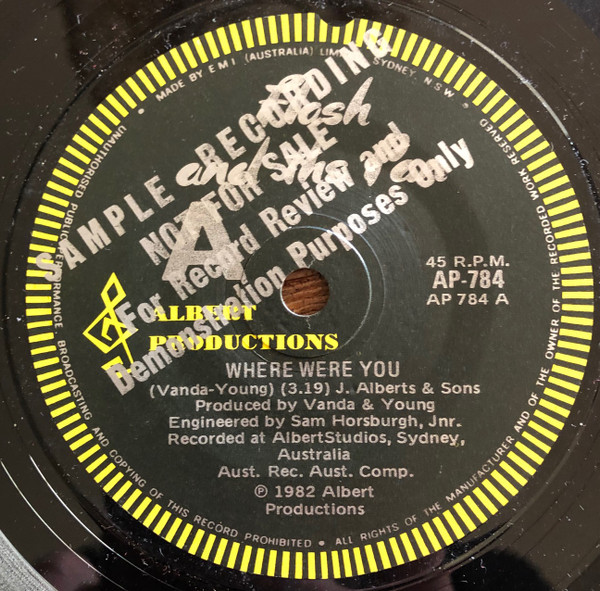 MADE BY EMI (AUSTRALIA) LIMITED SYDNEY, N.S.W.
UNAUTHORISED PUBLIC PERFORMANCE BROADCASTING AND COPYING OF THIS RECORD PROHIBITED • ALL RIGHTS OF THE MANUFACTURER AND OF THE OWNER OF THE RECORDED WORK RESERVED
Flash
and the
SAMPLE RECORDING
NOT FOR SALE
For Record Review and
Demonstration Purposes Only
A
45 R.P.M.
AP-784
AP 784 A
ALBERT
PRODUCTIONS
WHERE WERE YOU
(Vanda-Young) (3.19) J. Alberts & Sons
Produced by Vanda & Young
Engineered by Sam Horsburgh, Jnr.
Recorded at AlbertStudios, Sydney,
Australia
Aust. Rec. Aust. Comp.
℗ 1982 Albert
Productions